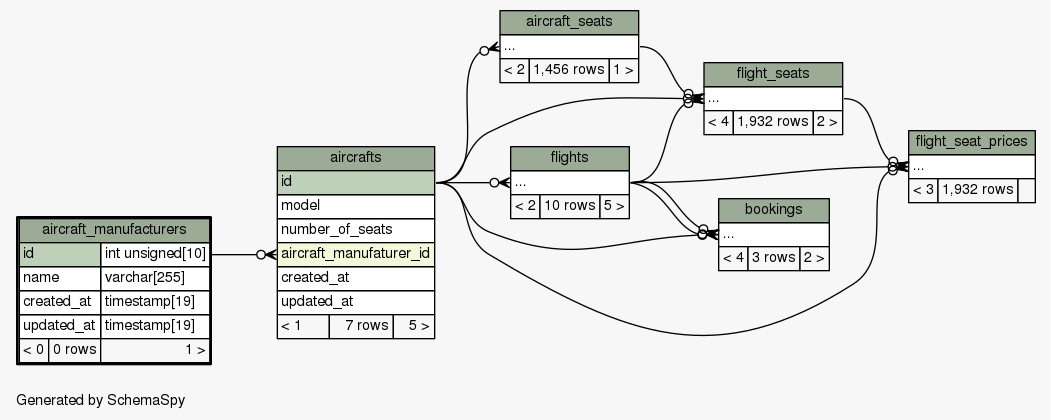 aircraft_seats
...
< 2 1,456 rows 1 >
flight_seats
...
< 4 1,932 rows 2 >
flight_seat_prices
...
< 3 1,932 rows
aircrafts
id
model
number_of_seats
aircraft_manufaturer_id
created_at
updated_at
< 1 7 rows 5 >
flights
...
< 2 10 rows 5 >
bookings
...
< 4 3 rows 2 >
aircraft_manufacturers
id int unsigned[10]
name varchar[255]
created_at timestamp[19]
updated_at timestamp[19]
< 0 0 rows 1 >
Generated by SchemaSpy